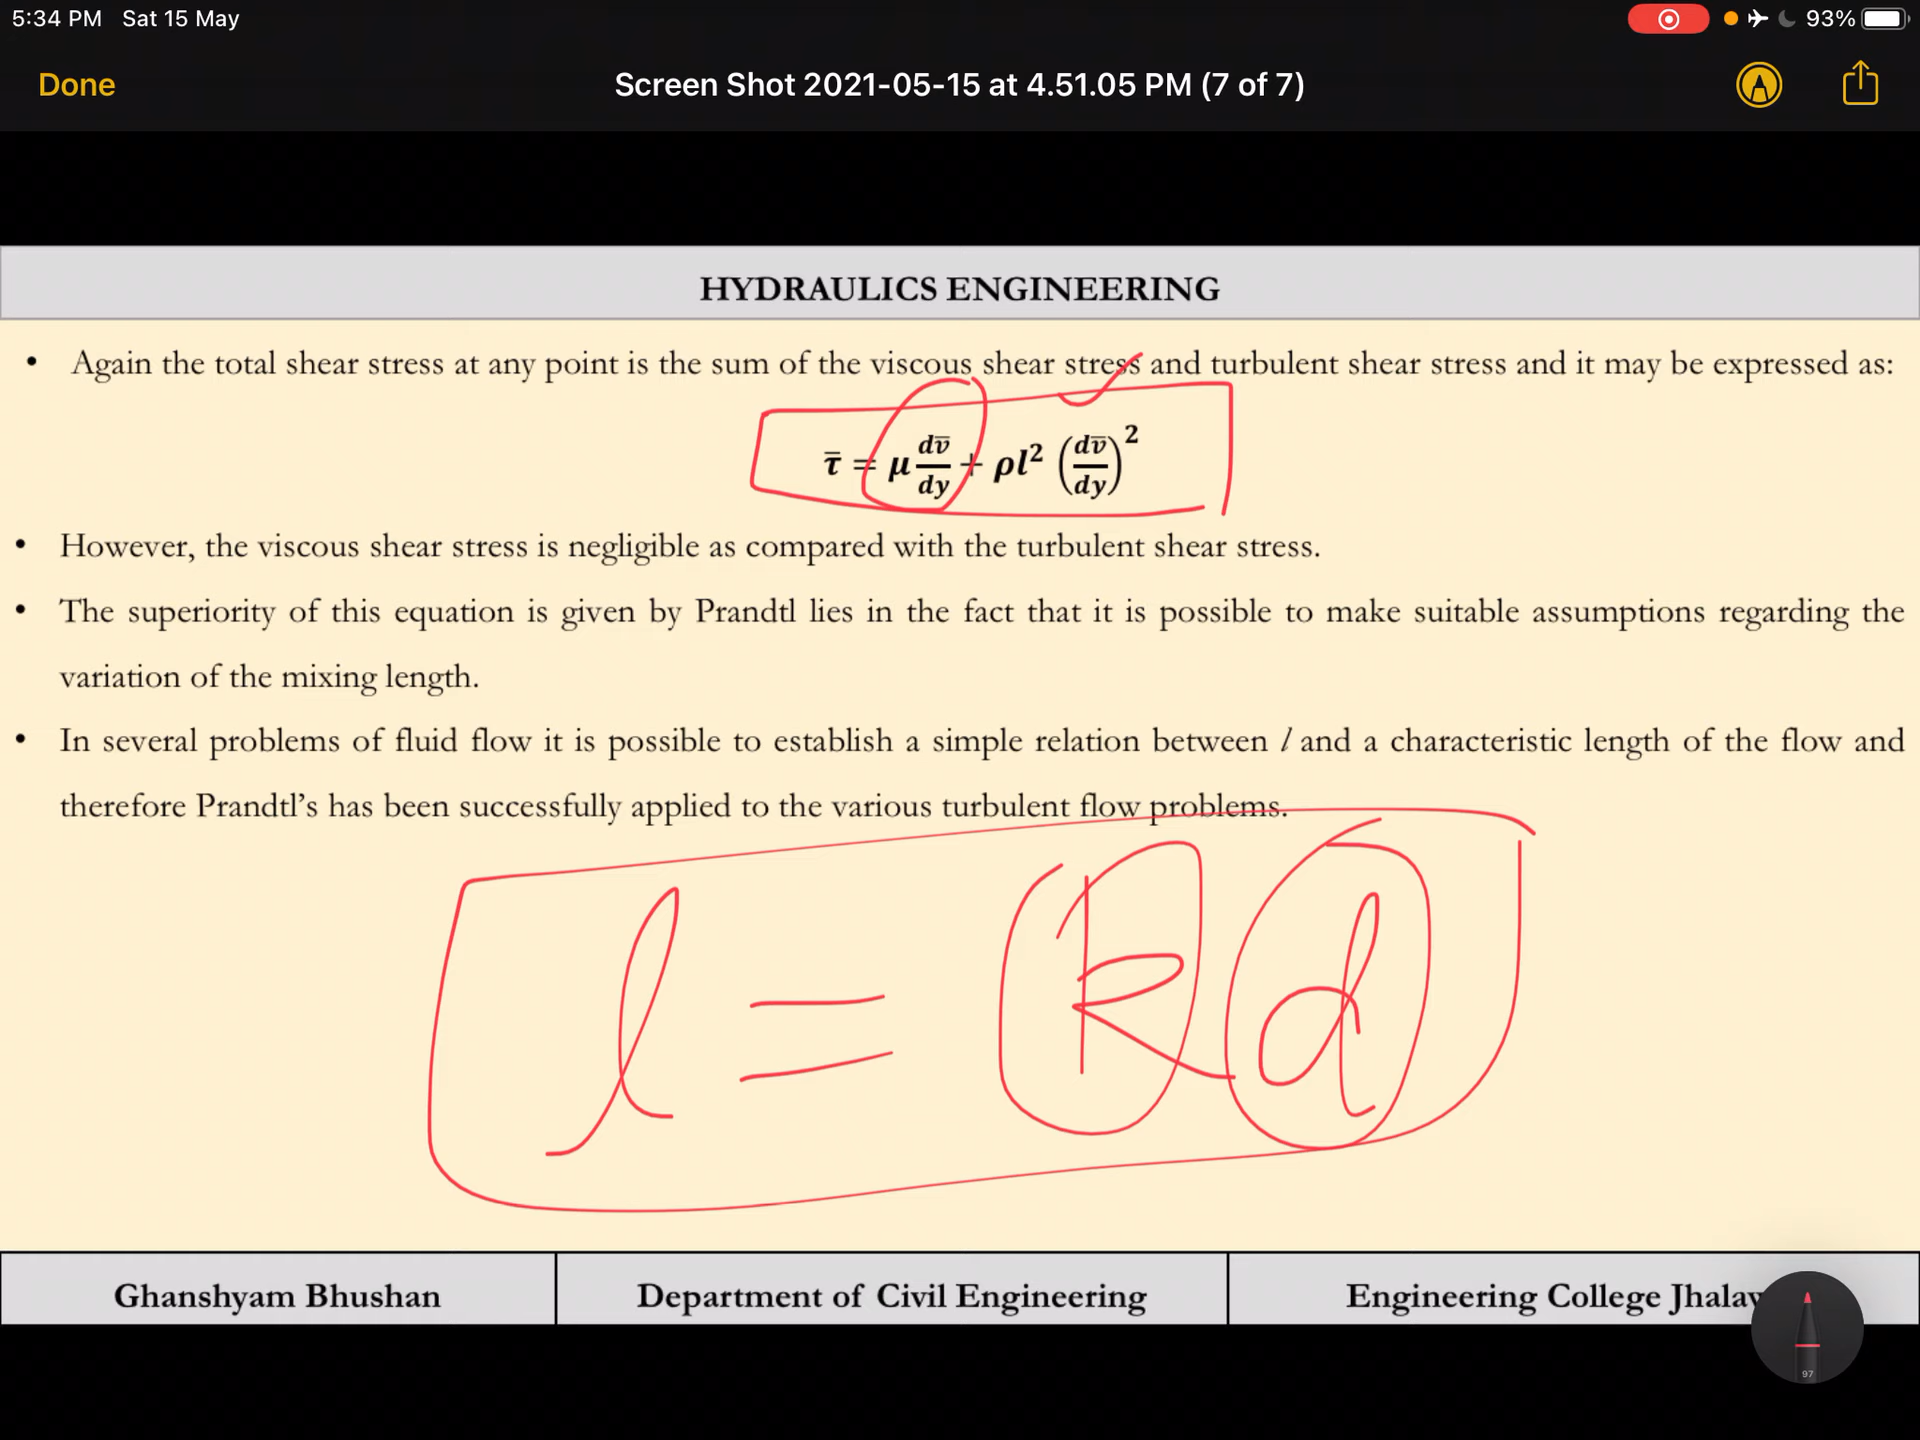 5:34 PM Sat 15 May 93%
Done Screen Shot 2021-05-15 at 4.51.05 PM (7 of 7)
HYDRAULICS ENGINEERING
• Again the total shear stress at any point is the sum of the viscous shear stress and turbulent shear stress and it may be expressed as:
τ̄ = μ dv̄/dy + ρl² (dv̄/dy)²
• However, the viscous shear stress is negligible as compared with the turbulent shear stress.
• The superiority of this equation is given by Prandtl lies in the fact that it is possible to make suitable assumptions regarding the
variation of the mixing length.
• In several problems of fluid flow it is possible to establish a simple relation between l and a characteristic length of the flow and
therefore Prandtl’s has been successfully applied to the various turbulent flow problems.
l = k d
Ghanshyam Bhushan Department of Civil Engineering Engineering College Jhalaw
97